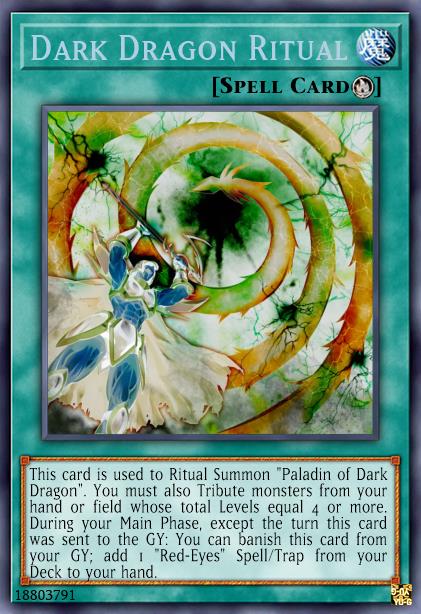 DARK DRAGON RITUAL
魔
[SPELL CARD]
This card is used to Ritual Summon "Paladin of Dark
Dragon". You must also Tribute monsters from your
hand or field whose total Levels equal 4 or more.
During your Main Phase, except the turn this card
was sent to the GY: You can banish this card from
your GY; add 1 "Red-Eyes" Spell/Trap from your
Deck to your hand.
18803791